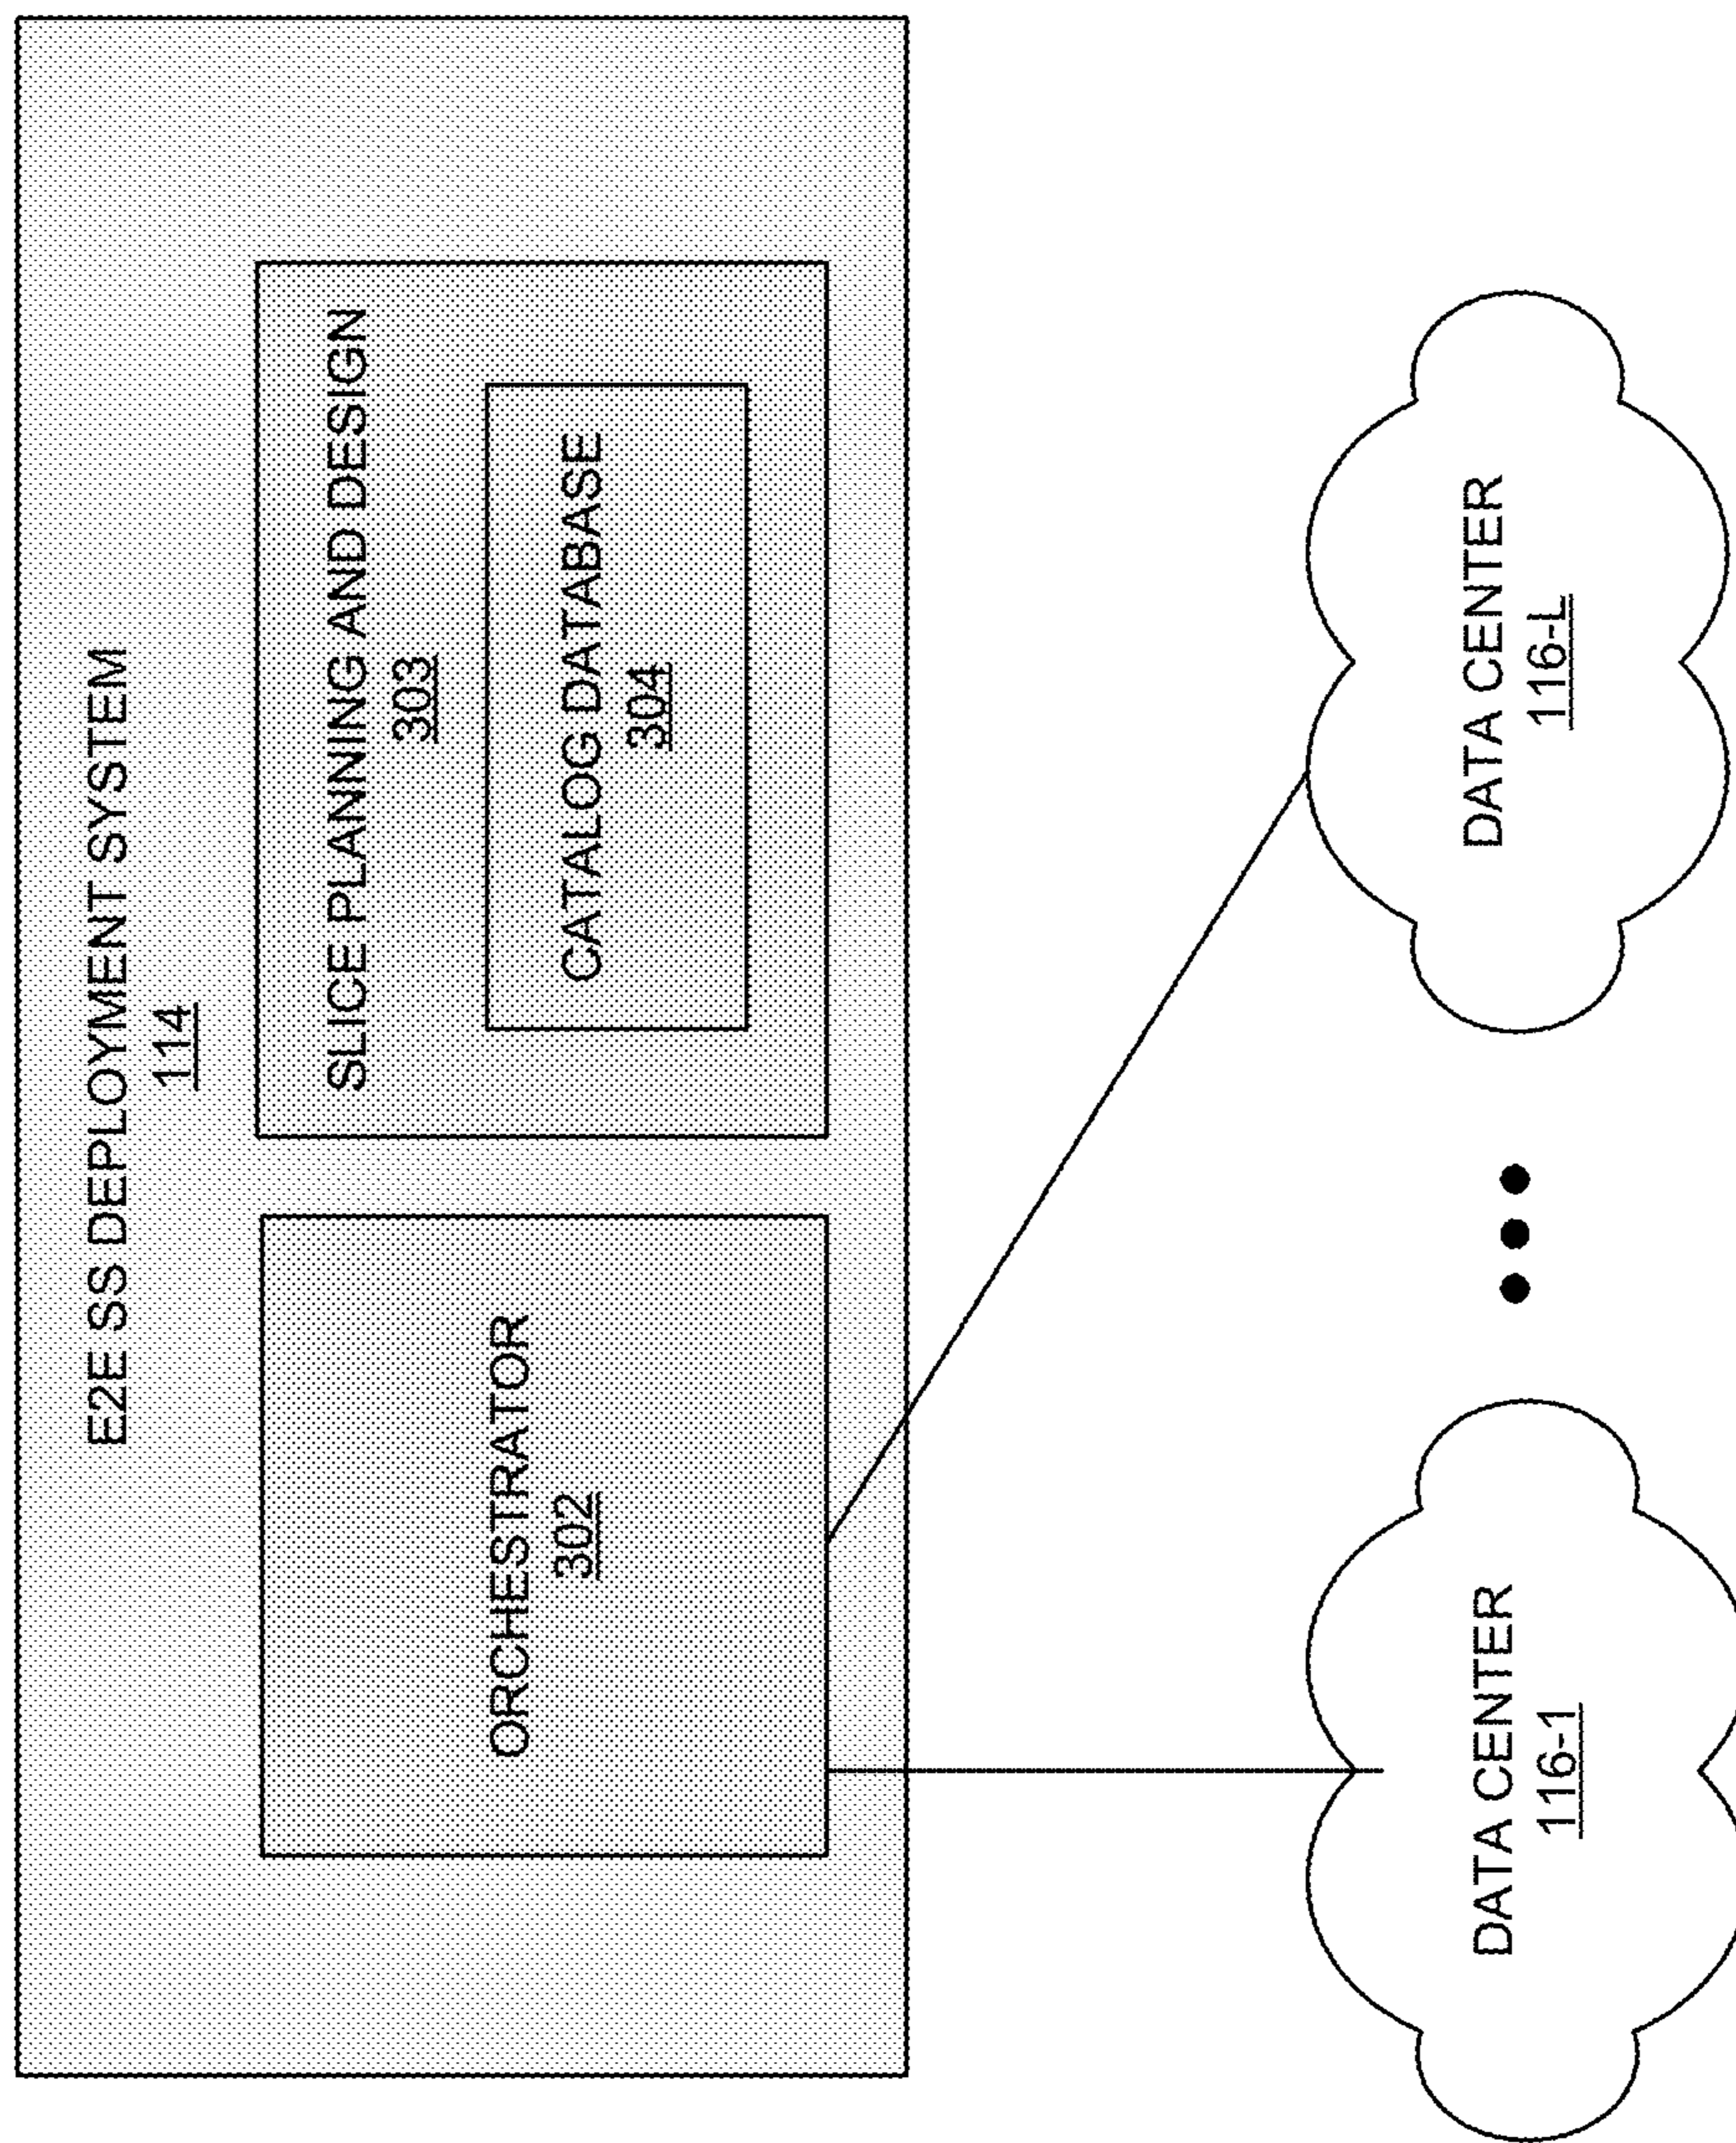 E2E SS DEPLOYMENT SYSTEM
114
ORCHESTRATOR
302
SLICE PLANNING AND DESIGN
303
CATALOG DATABASE
304
DATA CENTER
116-1
DATA CENTER
116-L